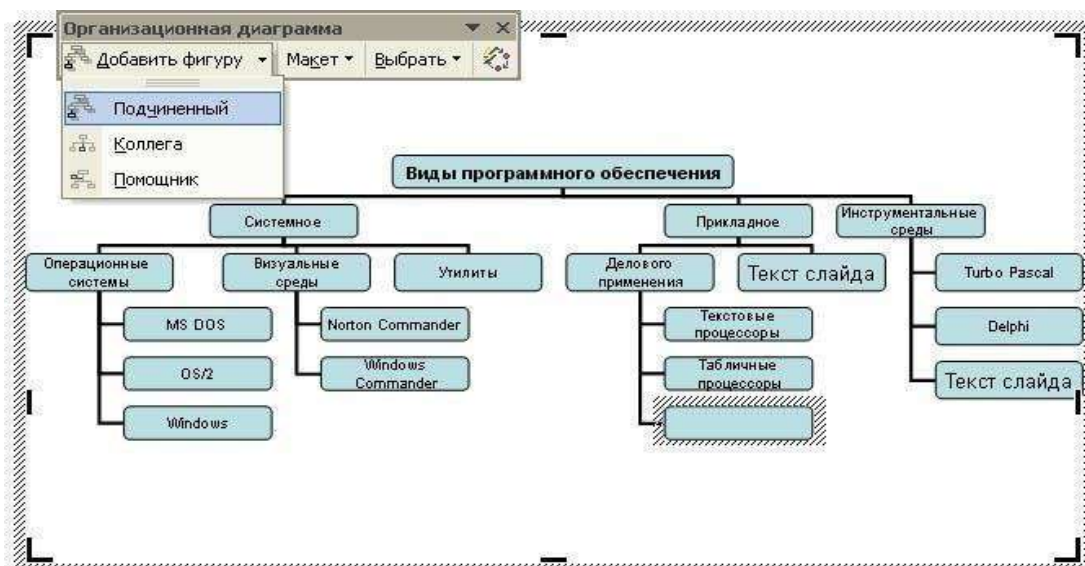 Организационная диаграмма
Добавить фигуру
Макет
Выбрать
Подчиненный
Коллега
Помощник
Виды программного обеспечения
Системное
Прикладное
Инструментальные
среды
Операционные
системы
Визуальные
среды
Утилиты
Делового
применения
Текст слайда
Turbo Pascal
MS DOS
Norton Commander
Текстовые
процессоры
Delphi
OS/2
Windows
Commander
Табличные
процессоры
Текст слайда
Windows